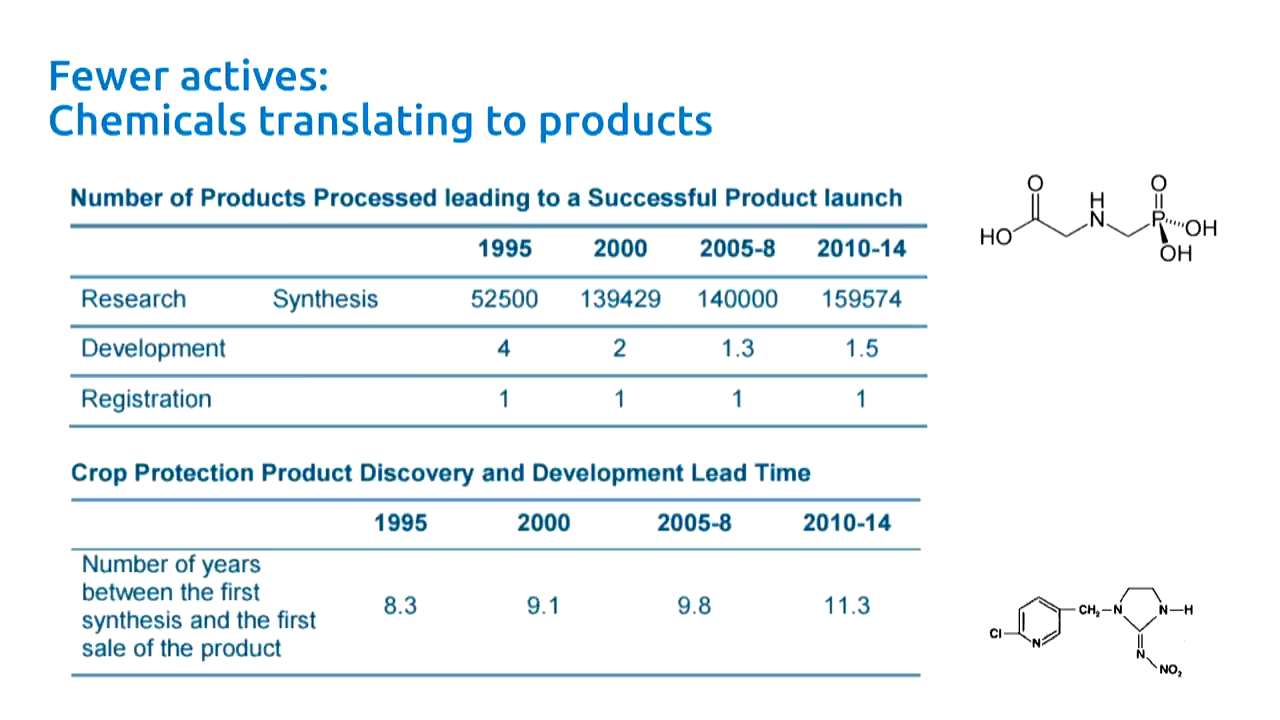 Fewer actives:
Chemicals translating to products
Number of Products Processed leading to a Successful Product launch
1995 2000 2005-8 2010-14
Research Synthesis 52500 139429 140000 159574
Development 4 2 1.3 1.5
Registration 1 1 1 1
Crop Protection Product Discovery and Development Lead Time
1995 2000 2005-8 2010-14
Number of years
between the first
synthesis and the first
sale of the product
8.3 9.1 9.8 11.3
O O
H
HO N P OH
OH
CH₂ N N H
Cl N
N
NO₂